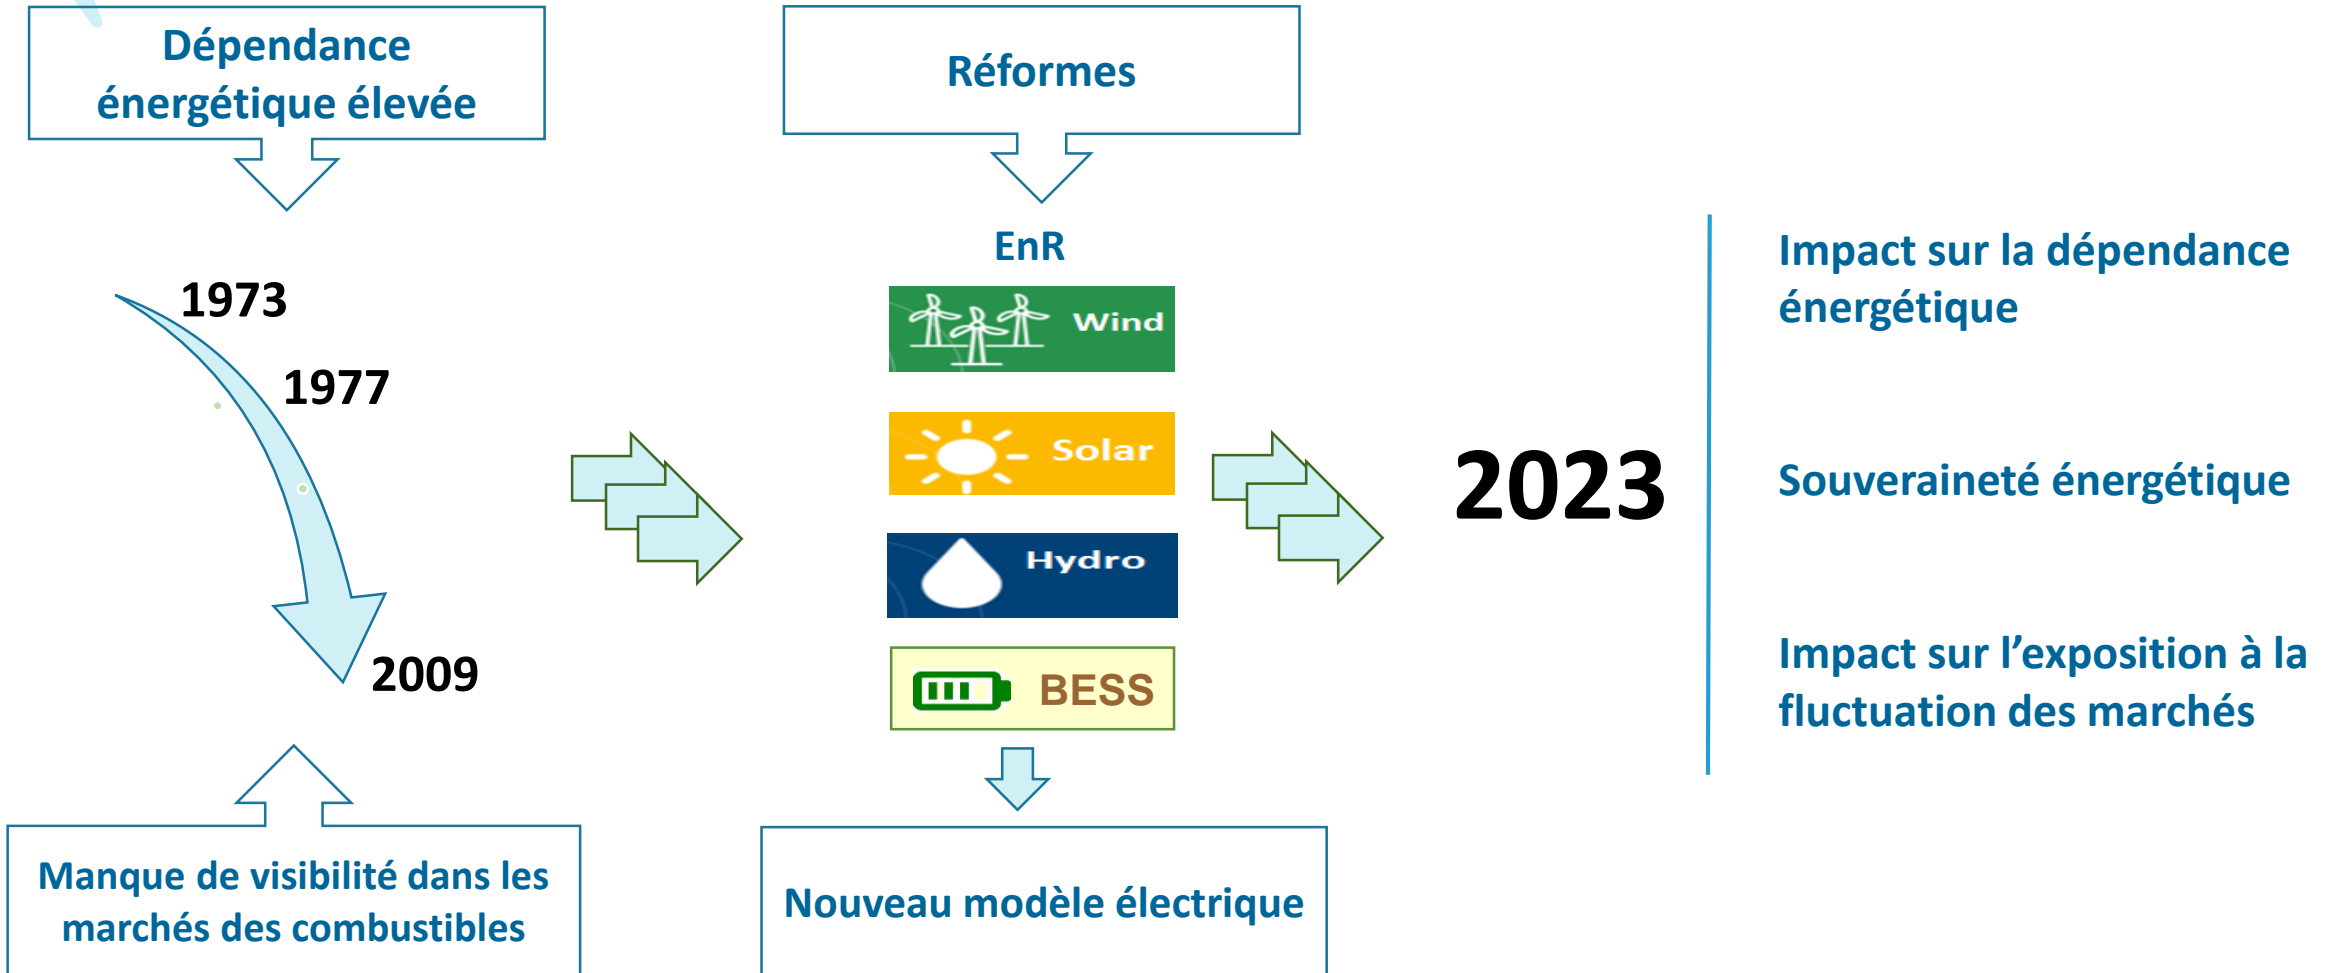 Dépendance
énergétique élevée
1973
1977
2009
Manque de visibilité dans les
marchés des combustibles
Réformes
EnR
Wind
Solar
Hydro
BESS
Nouveau modèle électrique
2023
Impact sur la dépendance
énergétique
Souveraineté énergétique
Impact sur l’exposition à la
fluctuation des marchés